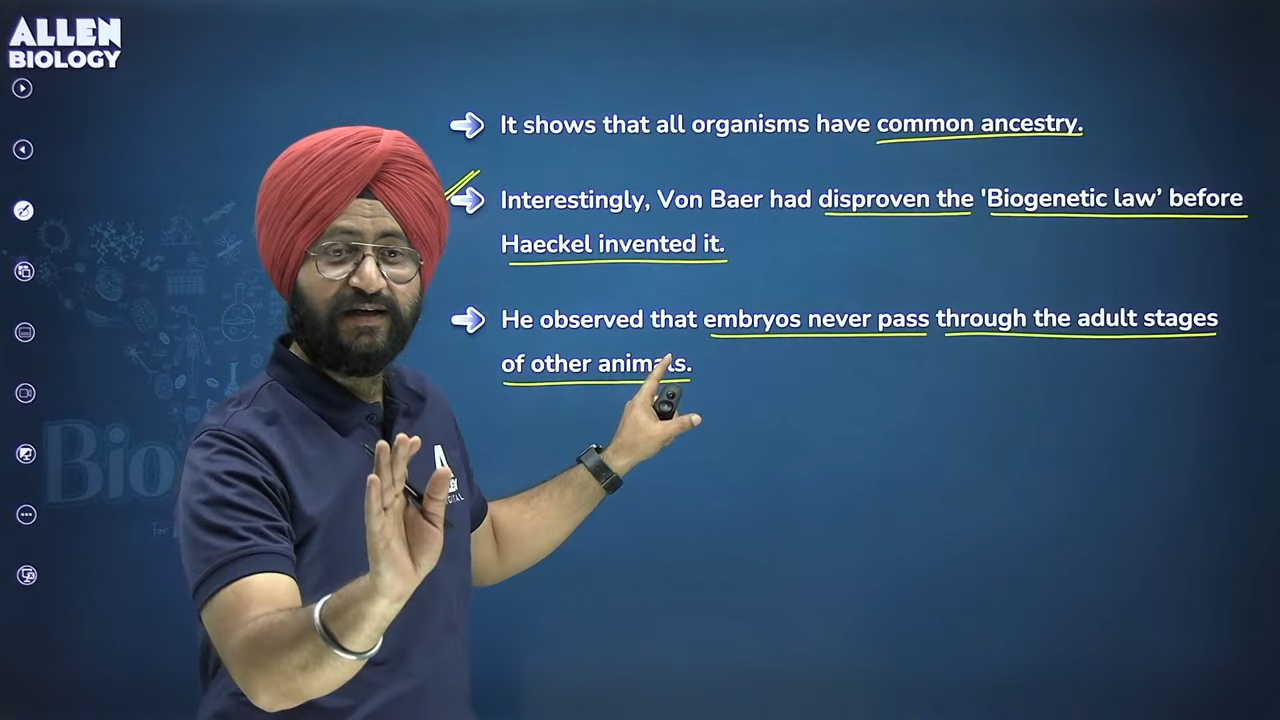 ALLEN
BIOLOGY
It shows that all organisms have common ancestry.
Interestingly, Von Baer had disproven the 'Biogenetic law’ before
Haeckel invented it.
He observed that embryos never pass through the adult stages
of other animals.
Bio